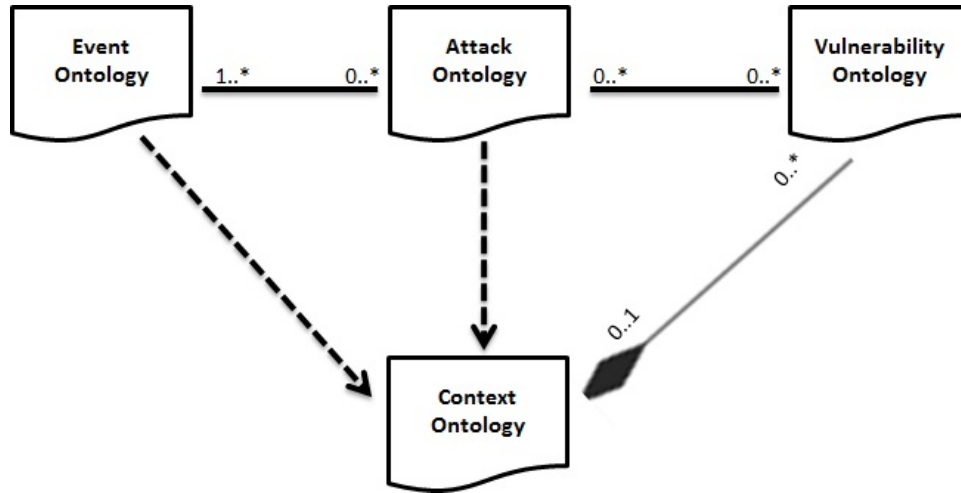 Event
Ontology
1..*
0..*
Attack
Ontology
0..*
0..*
Vulnerability
Ontology
0..*
0..1
Context
Ontology